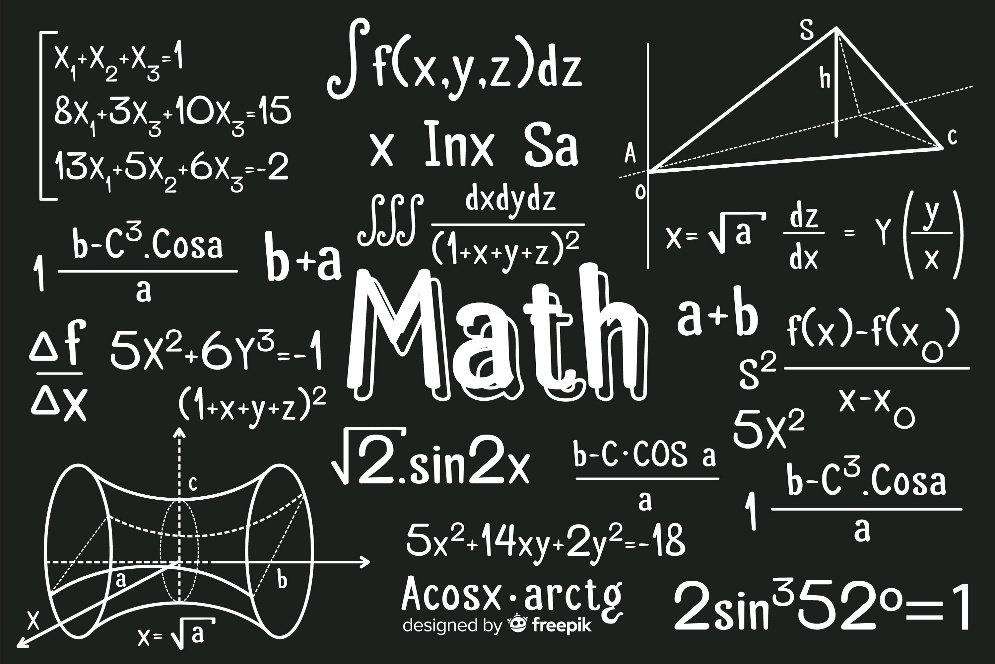 x₁+x₂+x₃=1
8x₁+3x₃+10x₃=15
13x₁+5x₂+6x₃=-2
∫f(x,y,z)dz
x Inx Sa
∭ dxdydz
(1+x+y+z)²
S
h
A
O
C
x=√a dz/dx = Y(y/x)
1 b-C³.Cosa
a
b+a
Math
a+b
Δf
Δx
5x²+6Y³=-1
(1+x+y+z)²
S² f(x)-f(x₀)
x-x₀
5x²
√2.sin2x
b-C·COS a
a
1 b-C³.Cosa
a
c
a
b
X
x=√a
5x²+14xy+2y²=-18
Acosx·arctg
designed by freepik
2sin³52º=1